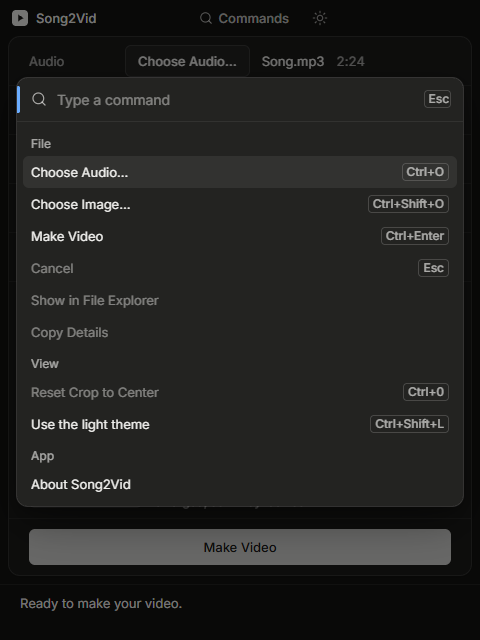 Song2Vid
Commands
Audio
Choose Audio...
Song.mp3
2:24
Type a command
Esc
File
Choose Audio...
Ctrl+O
Choose Image...
Ctrl+Shift+O
Make Video
Ctrl+Enter
Cancel
Esc
Show in File Explorer
Copy Details
View
Reset Crop to Center
Ctrl+0
Use the light theme
Ctrl+Shift+L
App
About Song2Vid
Make Video
Ready to make your video.